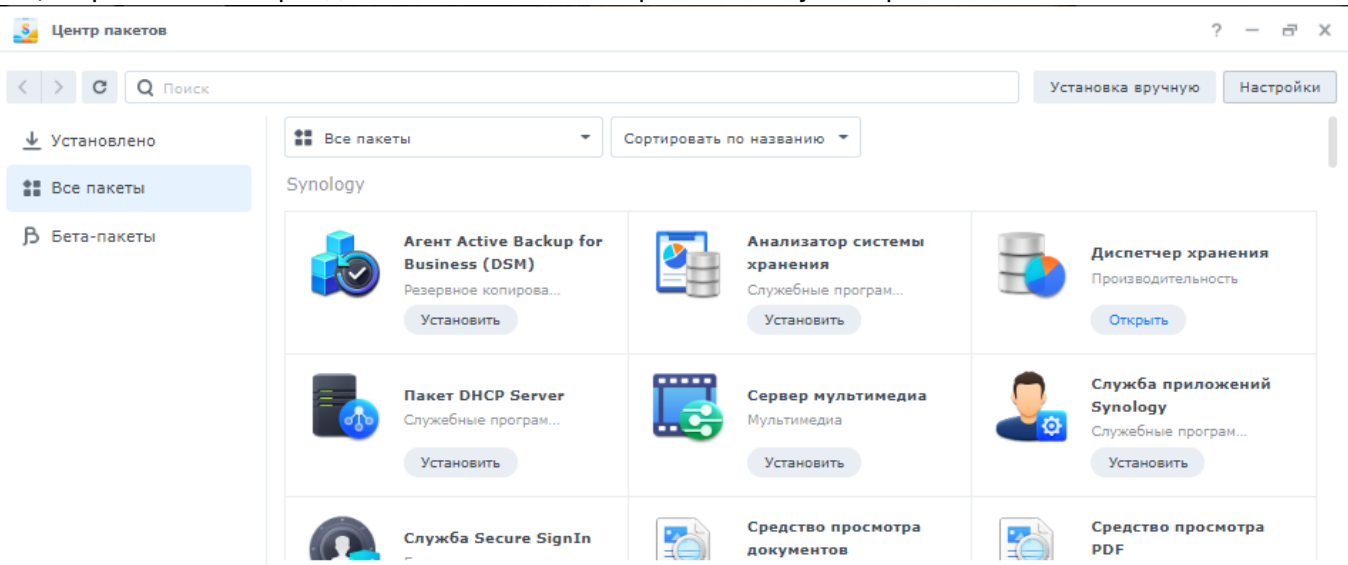 Центр пакетов
Поиск
Установка вручную
Настройки
Установлено
Все пакеты
Бета-пакеты
Все пакеты
Сортировать по названию
Synology
Агент Active Backup for
Business (DSM)
Резервное копирова...
Установить
Анализатор системы
хранения
Служебные програм...
Установить
Диспетчер хранения
Производительность
Открыть
Пакет DHCP Server
Служебные програм...
Установить
Сервер мультимедиа
Мультимедиа
Установить
Служба приложений
Synology
Служебные програм...
Установить
Служба Secure SignIn
Средство просмотра
документов
Средство просмотра
PDF